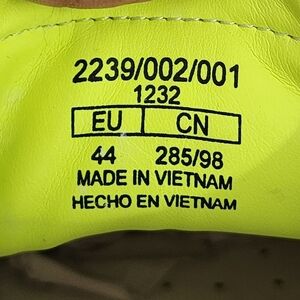 2239/002/001
1232
EU CN
44 285/98
MADE IN VIETNAM
HECHO EN VIETNAM